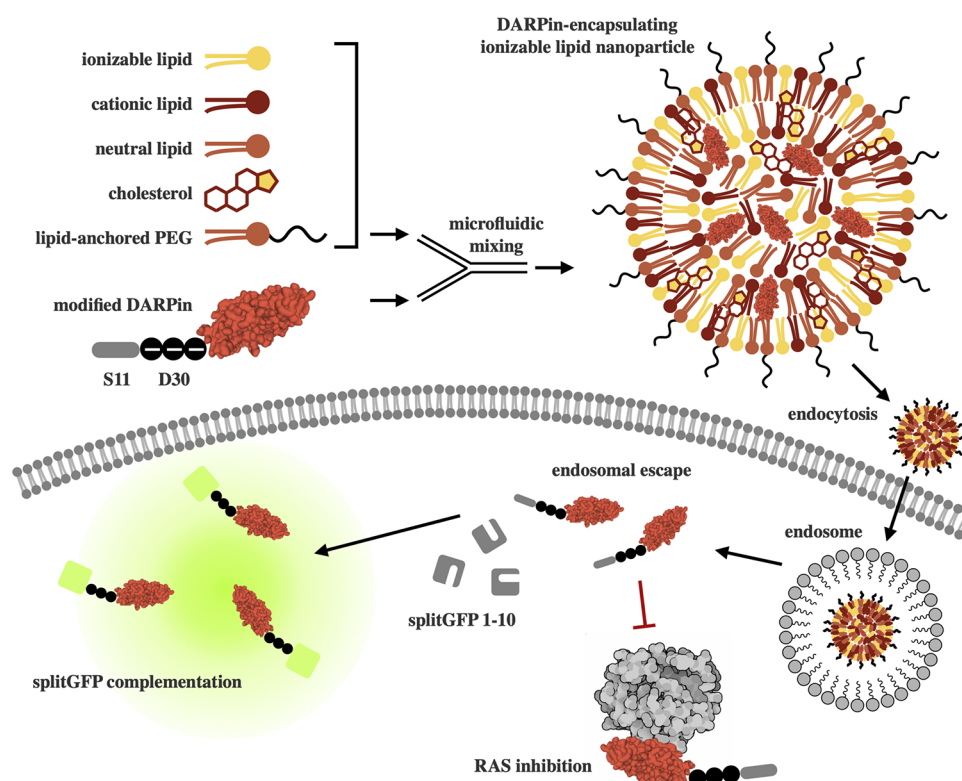 DARPin-encapsulating
ionizable lipid nanoparticle
ionizable lipid
cationic lipid
neutral lipid
cholesterol
lipid-anchored PEG
microfluidic
mixing
modified DARPin
S11
D30
endocytosis
endosomal escape
endosome
splitGFP 1-10
splitGFP complementation
RAS inhibition